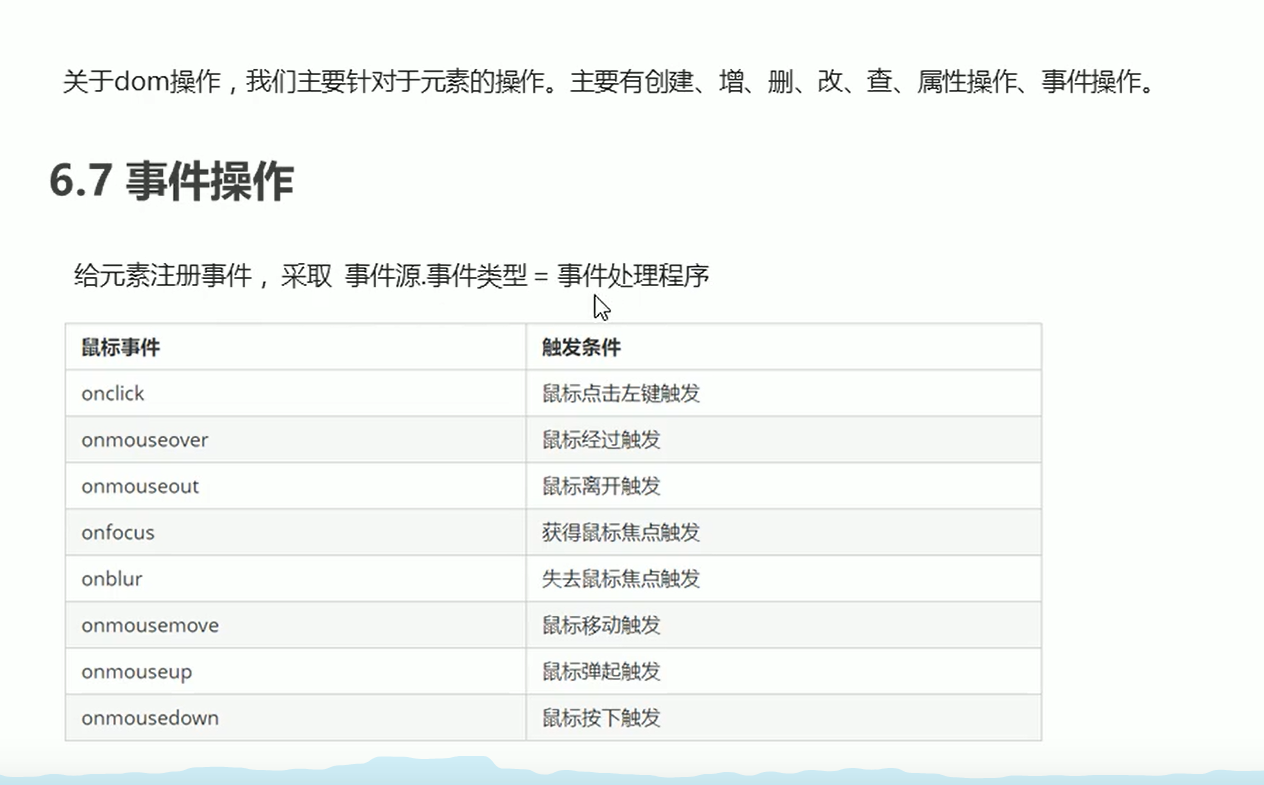 关于dom操作，我们主要针对于元素的操作。主要有创建、增、删、改、查、属性操作、事件操作。
6.7 事件操作
给元素注册事件， 采取 事件源.事件类型 = 事件处理程序
鼠标事件 触发条件
onclick 鼠标点击左键触发
onmouseover 鼠标经过触发
onmouseout 鼠标离开触发
onfocus 获得鼠标焦点触发
onblur 失去鼠标焦点触发
onmousemove 鼠标移动触发
onmouseup 鼠标弹起触发
onmousedown 鼠标按下触发